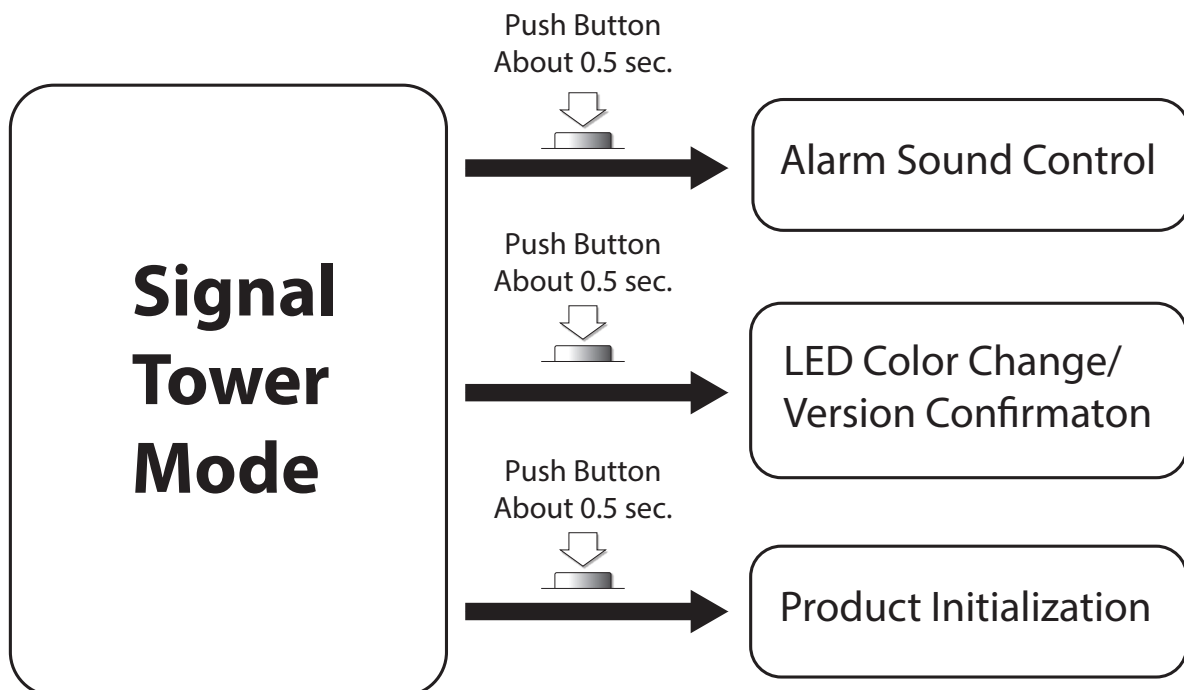 Push Button
About 0.5 sec.
Alarm Sound Control
Signal
Tower
Mode
Push Button
About 0.5 sec.
LED Color Change/
Version Confirmaton
Push Button
About 0.5 sec.
Product Initialization